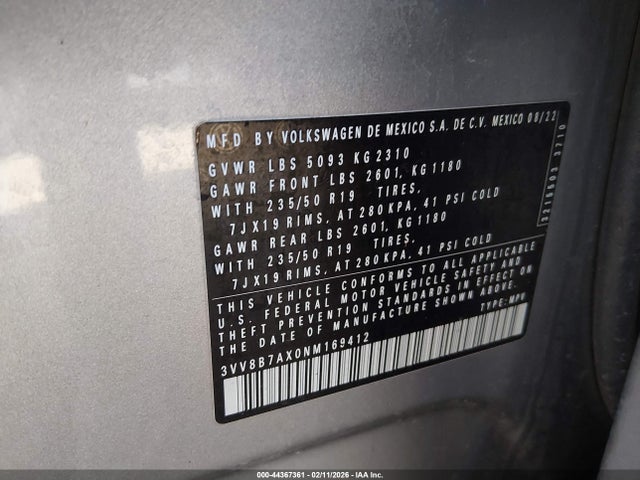 MFD BY VOLKSWAGEN DE MEXICO S.A. DE C.V. MEXICO 08/22
GVWR LBS 5093 KG 2310
GAWR FRONT LBS 2601, KG 1180
WITH 235/50 R19 TIRES.
7JX19 RIMS, AT 280 KPA, 41 PSI COLD
GAWR REAR LBS 2601, KG 1180
WITH 235/50 R19 TIRES.
7JX19 RIMS, AT 280 KPA, 41 PSI COLD
THIS VEHICLE CONFORMS TO ALL APPLICABLE
U.S. FEDERAL MOTOR VEHICLE SAFETY AND
THEFT PREVENTION STANDARDS IN EFFECT ON
THE DATE OF MANUFACTURE SHOWN ABOVE.
TYPE: MPV
3VV8B7AX0NM169412
000-44367361 - 02/11/2026 - IAA Inc.